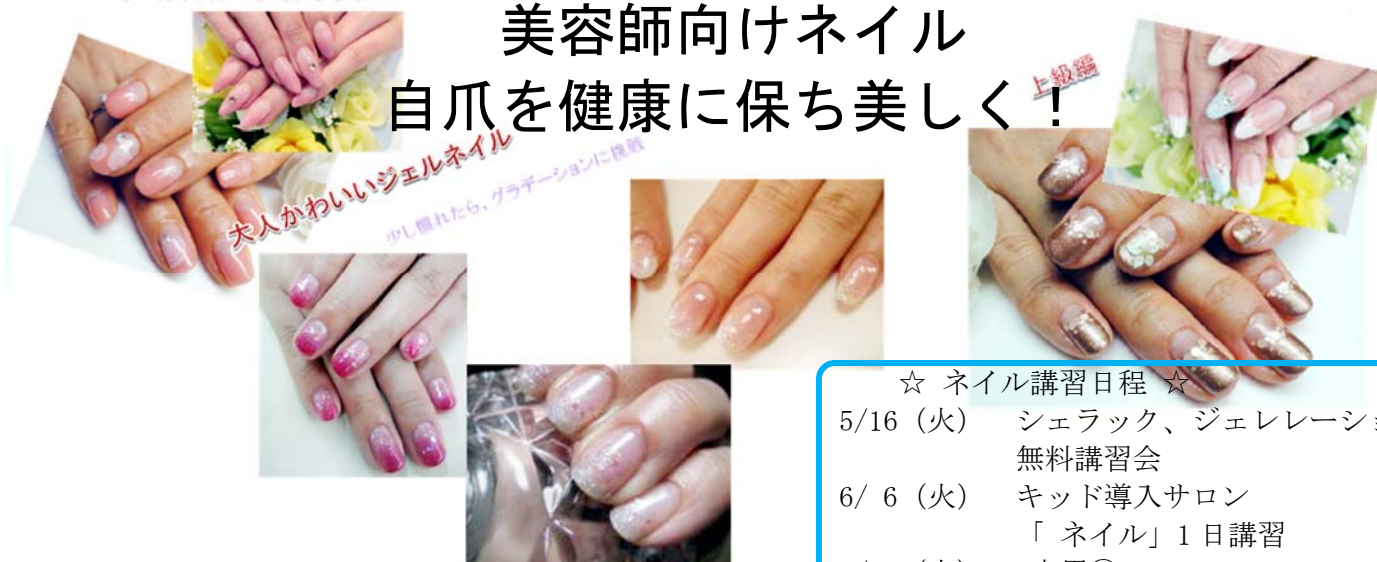 美容師向けネイル
自爪を健康に保ち美しく!
上級編
大人かわいいジェルネイル
少し慣れたら、グラデーションに挑戦
☆ ネイル講習日程 ☆
5/16(火) シェラック、ジェレレーショ
無料講習会
6/ 6(火) キッド導入サロン
「 ネイル」1日講習